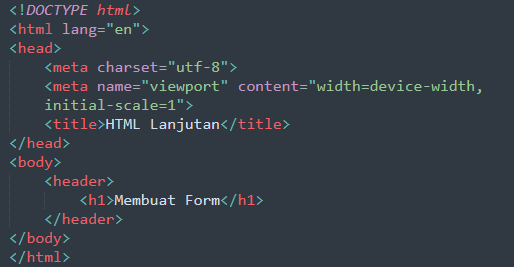 <!DOCTYPE html>
<html lang="en">
<head>
    <meta charset="utf-8">
    <meta name="viewport" content="width=device-width,
    initial-scale=1">
    <title>HTML Lanjutan</title>
</head>
<body>
    <header>
        <h1>Membuat Form</h1>
    </header>
</body>
</html>